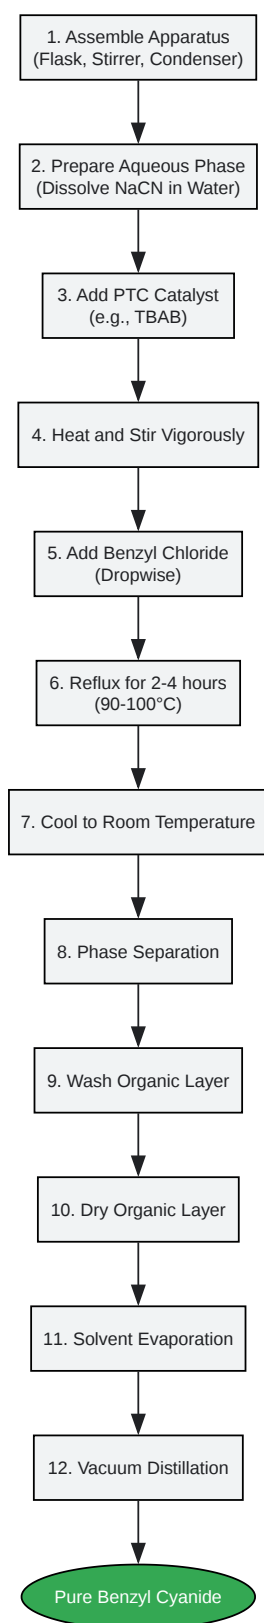 1. Assemble Apparatus
(Flask, Stirrer, Condenser)
2. Prepare Aqueous Phase
(Dissolve NaCN in Water)
3. Add PTC Catalyst
(e.g., TBAB)
4. Heat and Stir Vigorously
5. Add Benzyl Chloride
(Dropwise)
6. Reflux for 2-4 hours
(90-100°C)
7. Cool to Room Temperature
8. Phase Separation
9. Wash Organic Layer
10. Dry Organic Layer
11. Solvent Evaporation
12. Vacuum Distillation
Pure Benzyl Cyanide